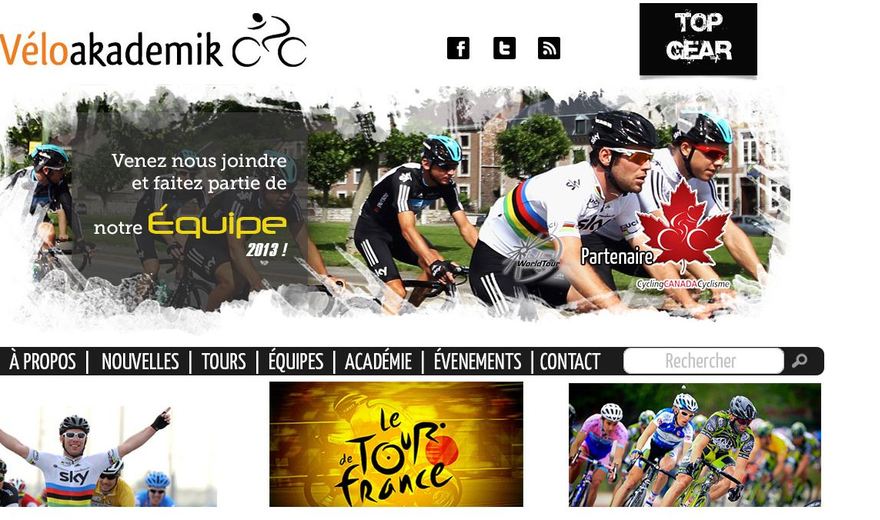 Véloakademik
TOP
GEAR
Venez nous joindre
et faitez partie de
notre Équipe
2013 !
WorldTour
Partenaire
CyclingCANADACyclisme
sky
sky
À PROPOS | NOUVELLES | TOURS | ÉQUIPES | ACADÉMIE | ÉVENEMENTS | CONTACT
Rechercher
sky
Le
TOUR
de
france